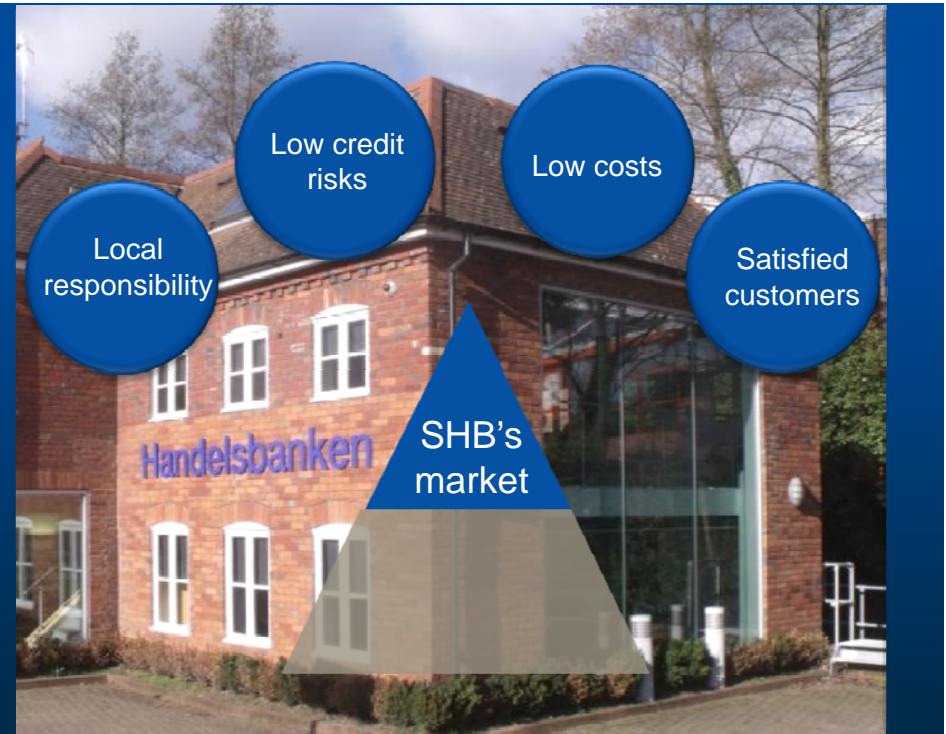 Low credit
risks
Low costs
Local
responsibility
Satisfied
customers
SHB’s
market
Handelsbanken